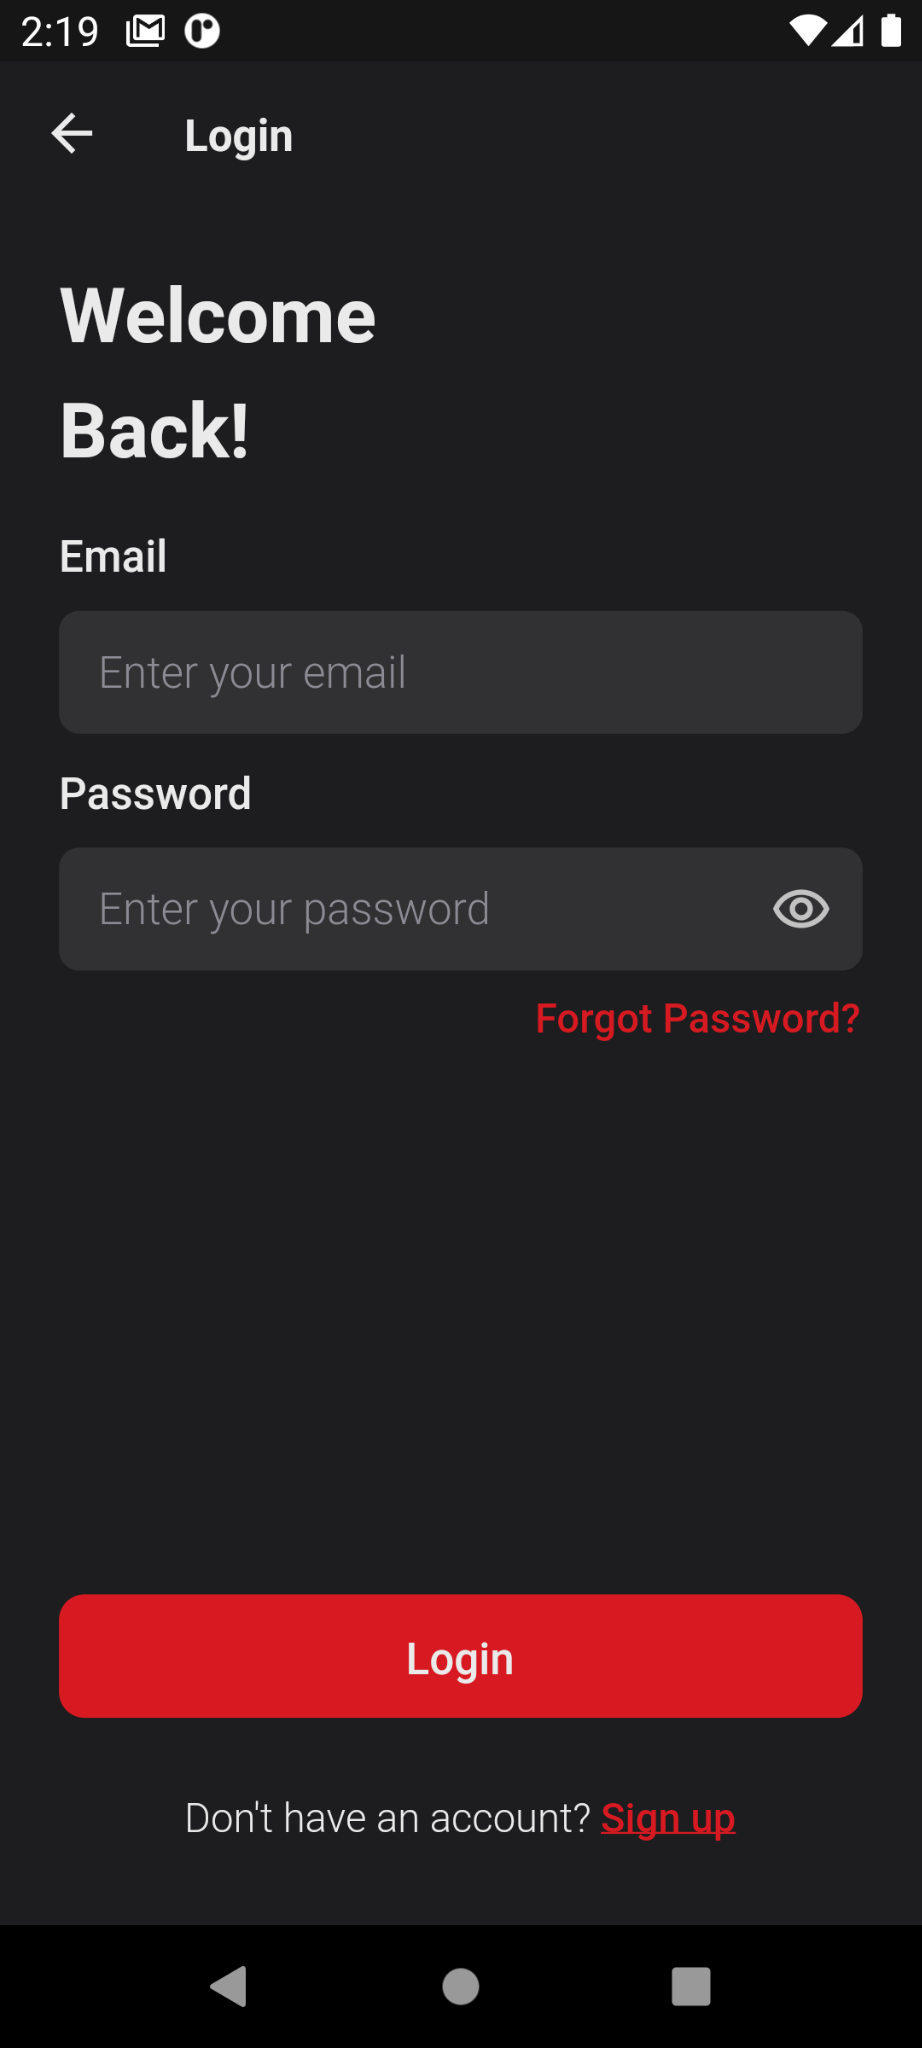 2:19
Login
Welcome
Back!
Email
Enter your email
Password
Enter your password
Forgot Password?
Login
Don't have an account? Sign up